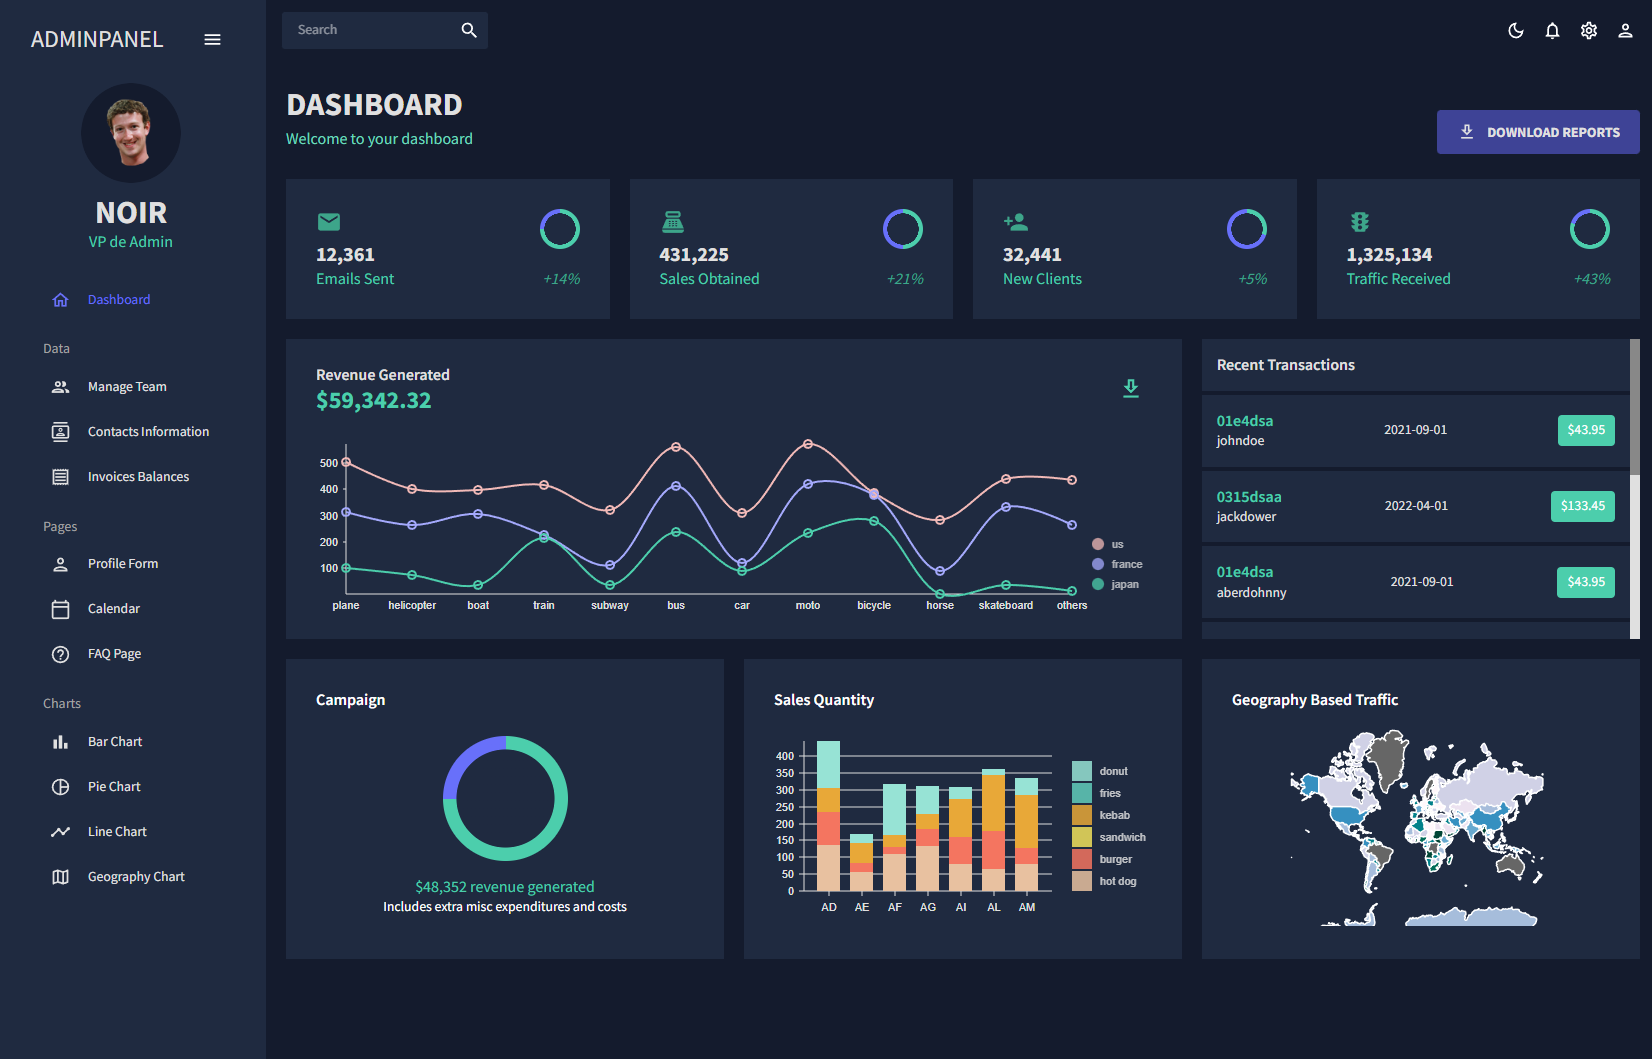 ADMINPANEL
NOIR
VP de Admin
Dashboard
Data
Manage Team
Contacts Information
Invoices Balances
Pages
Profile Form
Calendar
FAQ Page
Charts
Bar Chart
Pie Chart
Line Chart
Geography Chart
Search
DASHBOARD
Welcome to your dashboard
DOWNLOAD REPORTS
12,361
Emails Sent +14%
431,225
Sales Obtained +21%
32,441
New Clients +5%
1,325,134
Traffic Received +43%
Revenue Generated
$59,342.32
500
400
300
200
100
plane helicopter boat train subway bus car moto bicycle horse skateboard others
us
france
japan
Recent Transactions
01e4dsa
johndoe
2021-09-01
$43.95
0315dsaa
jackdower
2022-04-01
$133.45
01e4dsa
aberdohnny
2021-09-01
$43.95
Campaign
$48,352 revenue generated
Includes extra misc expenditures and costs
Sales Quantity
400
350
300
250
200
150
100
50
0
AD AE AF AG AI AL AM
donut
fries
kebab
sandwich
burger
hot dog
Geography Based Traffic